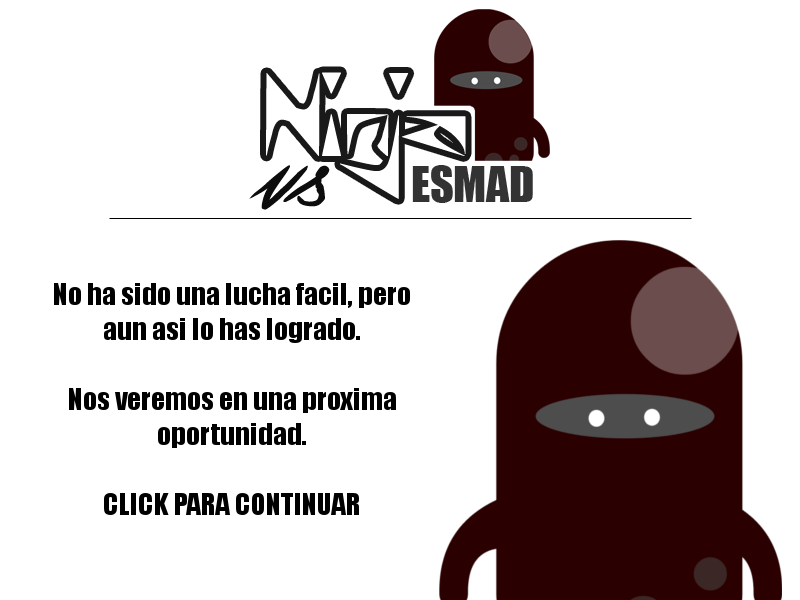 Ninja
VS ESMAD
No ha sido una lucha facil, pero
aun asi lo has logrado.
Nos veremos en una proxima
oportunidad.
CLICK PARA CONTINUAR